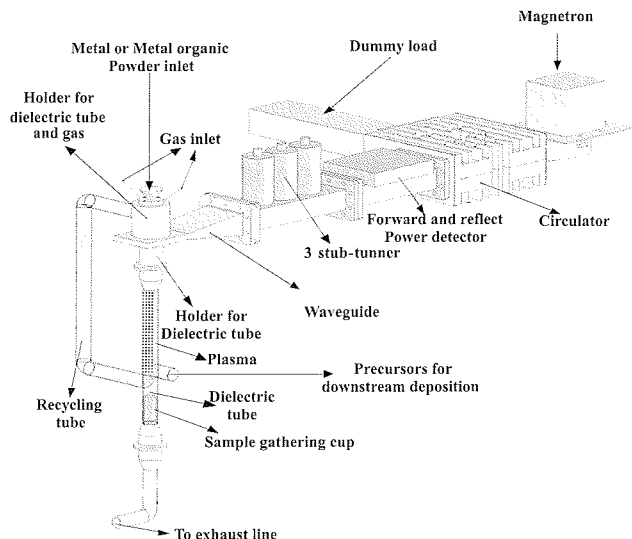 Magnetron
Metal or Metal organic
Powder inlet
Dummy load
Holder for
dielectric tube
and gas
Gas inlet
Forward and reflect
Power detector
Circulator
3 stub-tunner
Waveguide
Holder for
Dielectric tube
Plasma
Precursors for
downstream deposition
Recycling
tube
Dielectric
tube
Sample gathering cup
To exhaust line